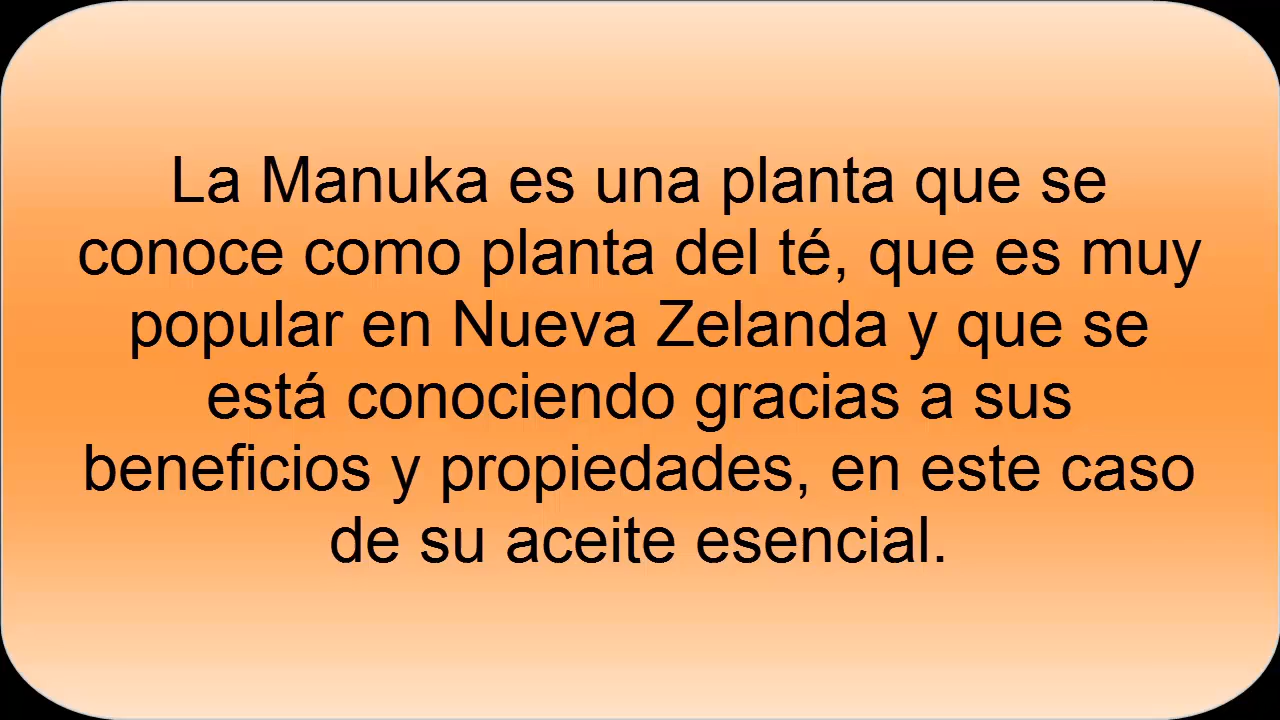 La Manuka es una planta que se
conoce como planta del té, que es muy
popular en Nueva Zelanda y que se
está conociendo gracias a sus
beneficios y propiedades, en este caso
de su aceite esencial.